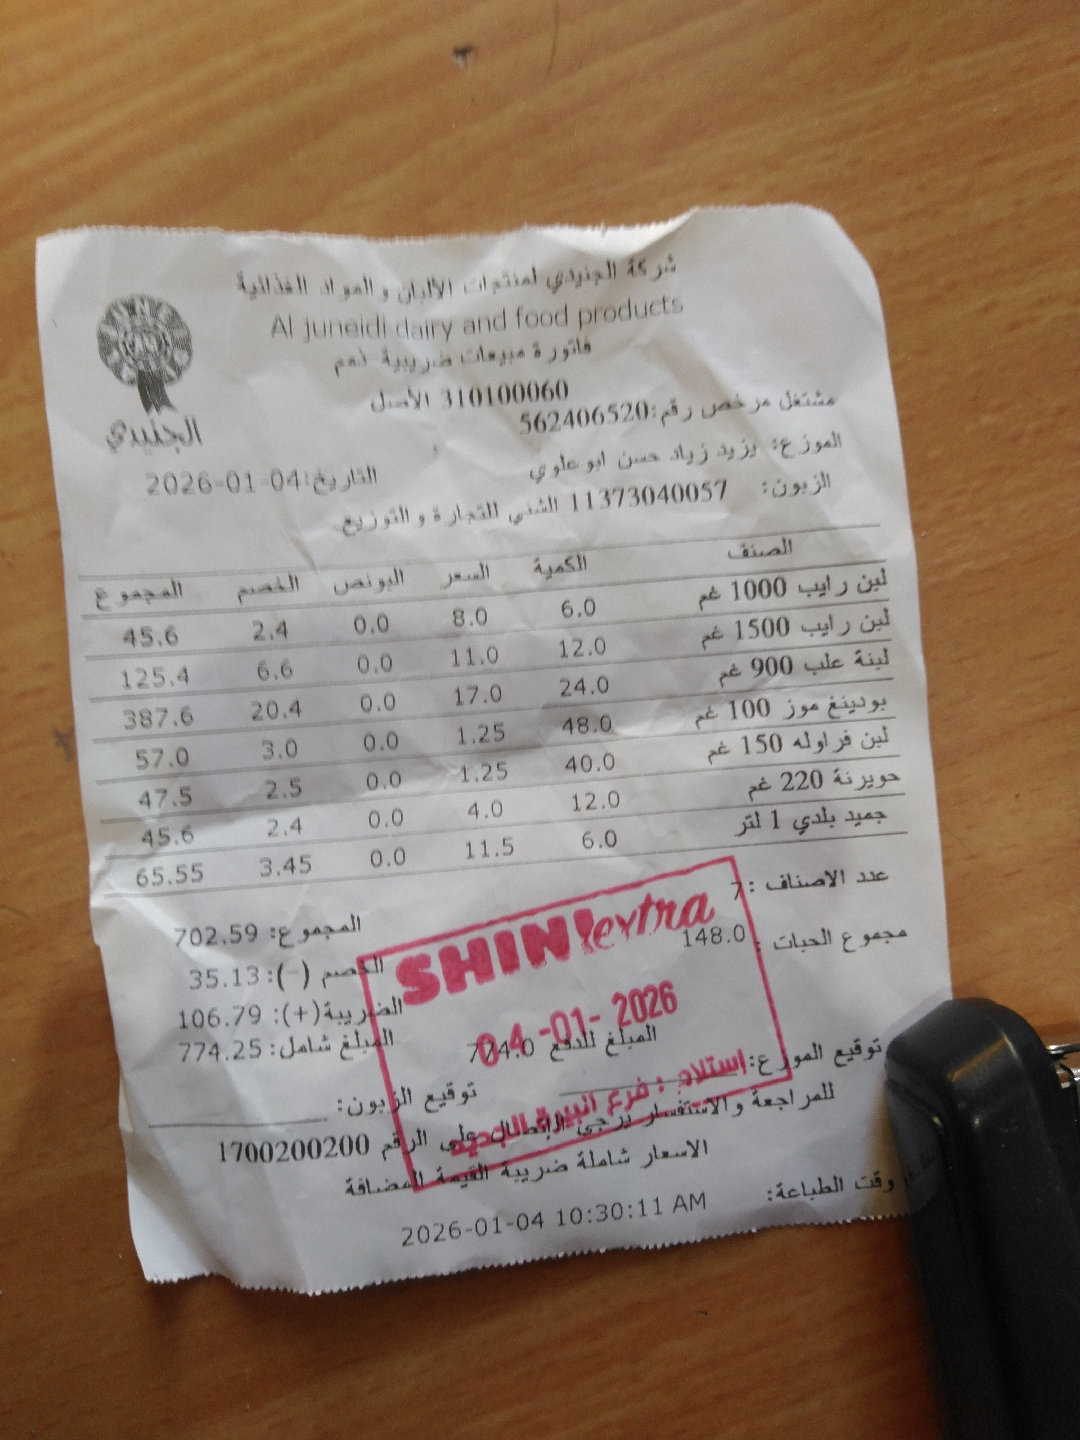 شركة الجنيدي لمنتجات الألبان والمواد الغذائية
Al juneidi dairy and food products
فاتورة مبيعات ضريبية ذمم
310100060 الأصل
الجنيدي
مشتغل مرخص رقم:562406520
الموزع: يزيد زياد حسن ابو علوي
التاريخ:2026-01-04
الزبون: 11373040057 الشني للتجارة و التوزيع
الصنف الكمية السعر البونص الخصم المجموع
لبن رايب 1000 غم 6.0 8.0 0.0 2.4 45.6
لبن رايب 1500 غم 12.0 11.0 0.0 6.6 125.4
لبنة علب 900 غم 24.0 17.0 0.0 20.4 387.6
بودينغ موز 100 غم 48.0 1.25 0.0 3.0 57.0
لبن فراوله 150 غم 40.0 1.25 0.0 2.5 47.5
حويرنة 220 غم 12.0 4.0 0.0 2.4 45.6
جميد بلدي 1 لتر 6.0 11.5 0.0 3.45 65.55
عدد الاصناف : 7
المجموع: 702.59
مجموع الحبات : 148.0
الخصم (-): 35.13
الضريبة(+): 106.79
المبلغ شامل: 774.25
المبلغ للدفع 774.0
SHINI extra
04-01-2026
استلام : فرع البيرة الجديد
توقيع الموزع:
توقيع الزبون:
للمراجعة والاستفسار يرجى الإتصال على الرقم 1700200200
الاسعار شاملة ضريبة القيمة المضافة
وقت الطباعة: 2026-01-04 10:30:11 AM